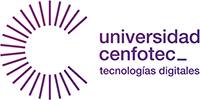 universidad
cenfotec_
tecnologías digitales